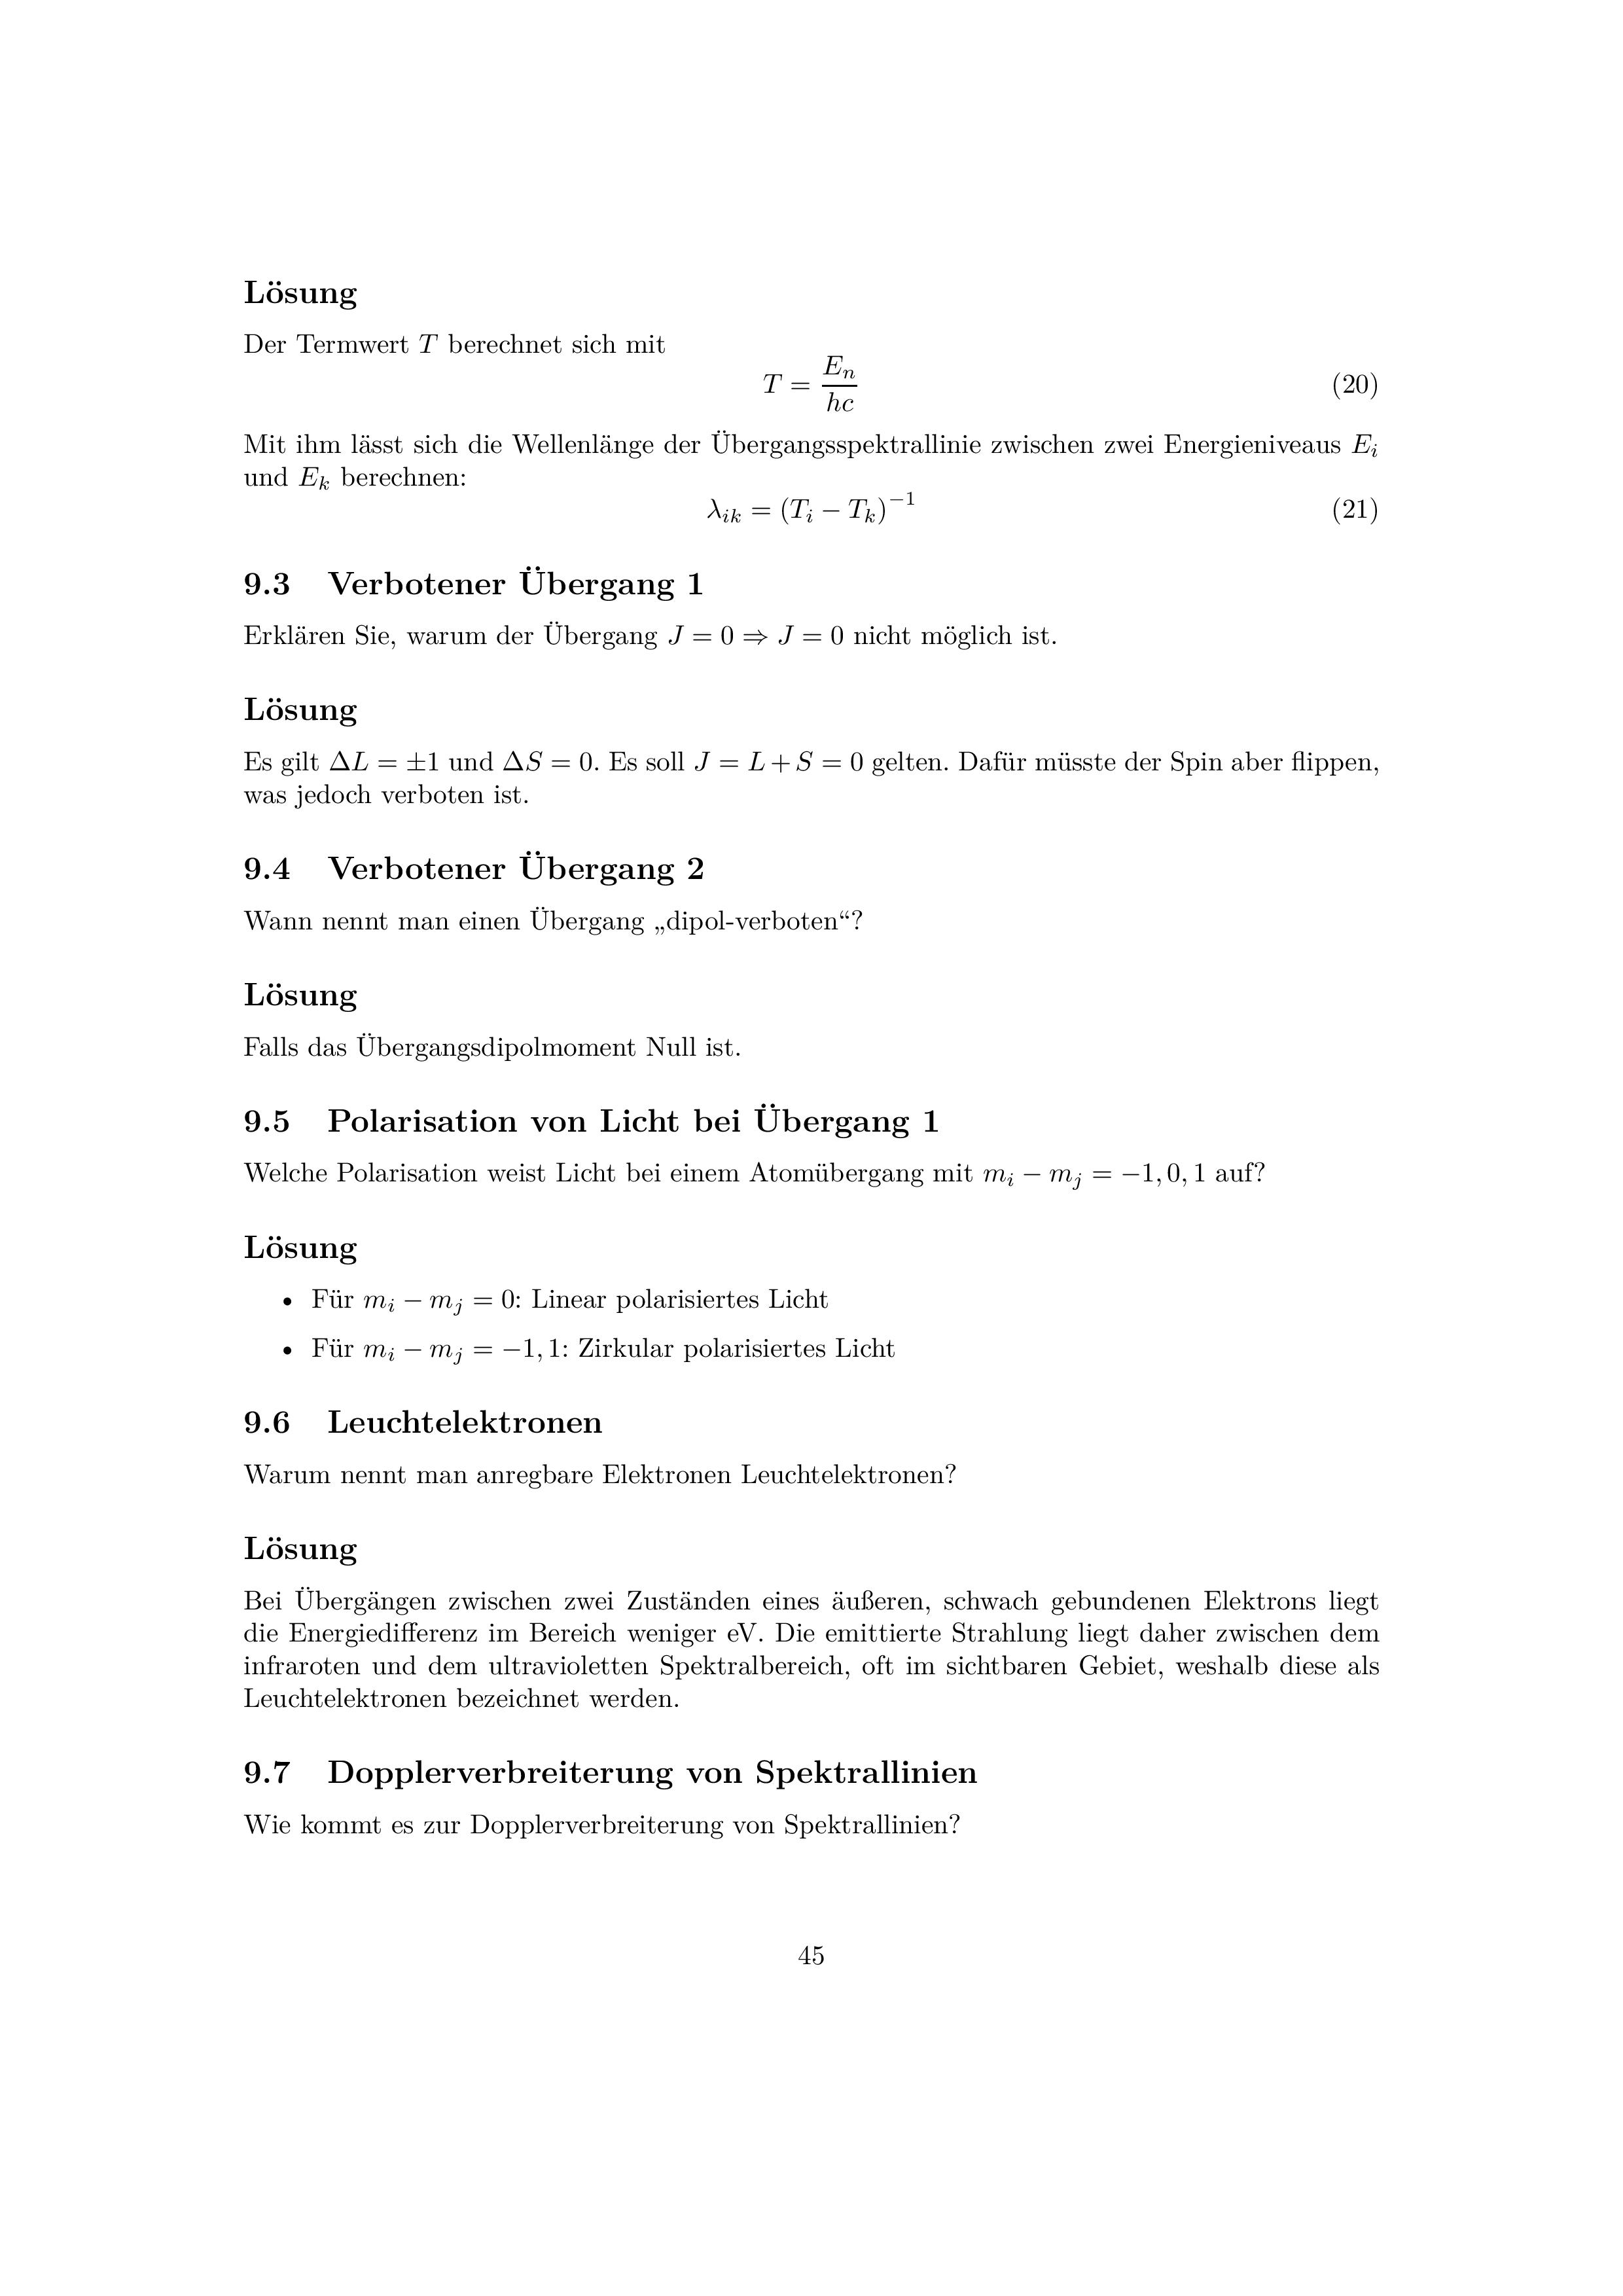 Lösung
Der Termwert T berechnet sich mit
T = E_n / hc (20)
Mit ihm lässt sich die Wellenlänge der Übergangsspektrallinie zwischen zwei Energieniveaus E_i
und E_k berechnen:
λ_ik = (T_i − T_k)^−1 (21)
9.3 Verbotener Übergang 1
Erklären Sie, warum der Übergang J = 0 ⇒ J = 0 nicht möglich ist.
Lösung
Es gilt ΔL = ±1 und ΔS = 0. Es soll J = L + S = 0 gelten. Dafür müsste der Spin aber flippen,
was jedoch verboten ist.
9.4 Verbotener Übergang 2
Wann nennt man einen Übergang „dipol-verboten“?
Lösung
Falls das Übergangsdipolmoment Null ist.
9.5 Polarisation von Licht bei Übergang 1
Welche Polarisation weist Licht bei einem Atomübergang mit m_i − m_j = −1, 0, 1 auf?
Lösung
• Für m_i − m_j = 0: Linear polarisiertes Licht
• Für m_i − m_j = −1, 1: Zirkular polarisiertes Licht
9.6 Leuchtelektronen
Warum nennt man anregbare Elektronen Leuchtelektronen?
Lösung
Bei Übergängen zwischen zwei Zuständen eines äußeren, schwach gebundenen Elektrons liegt
die Energiedifferenz im Bereich weniger eV. Die emittierte Strahlung liegt daher zwischen dem
infraroten und dem ultravioletten Spektralbereich, oft im sichtbaren Gebiet, weshalb diese als
Leuchtelektronen bezeichnet werden.
9.7 Dopplerverbreiterung von Spektrallinien
Wie kommt es zur Dopplerverbreiterung von Spektrallinien?
45